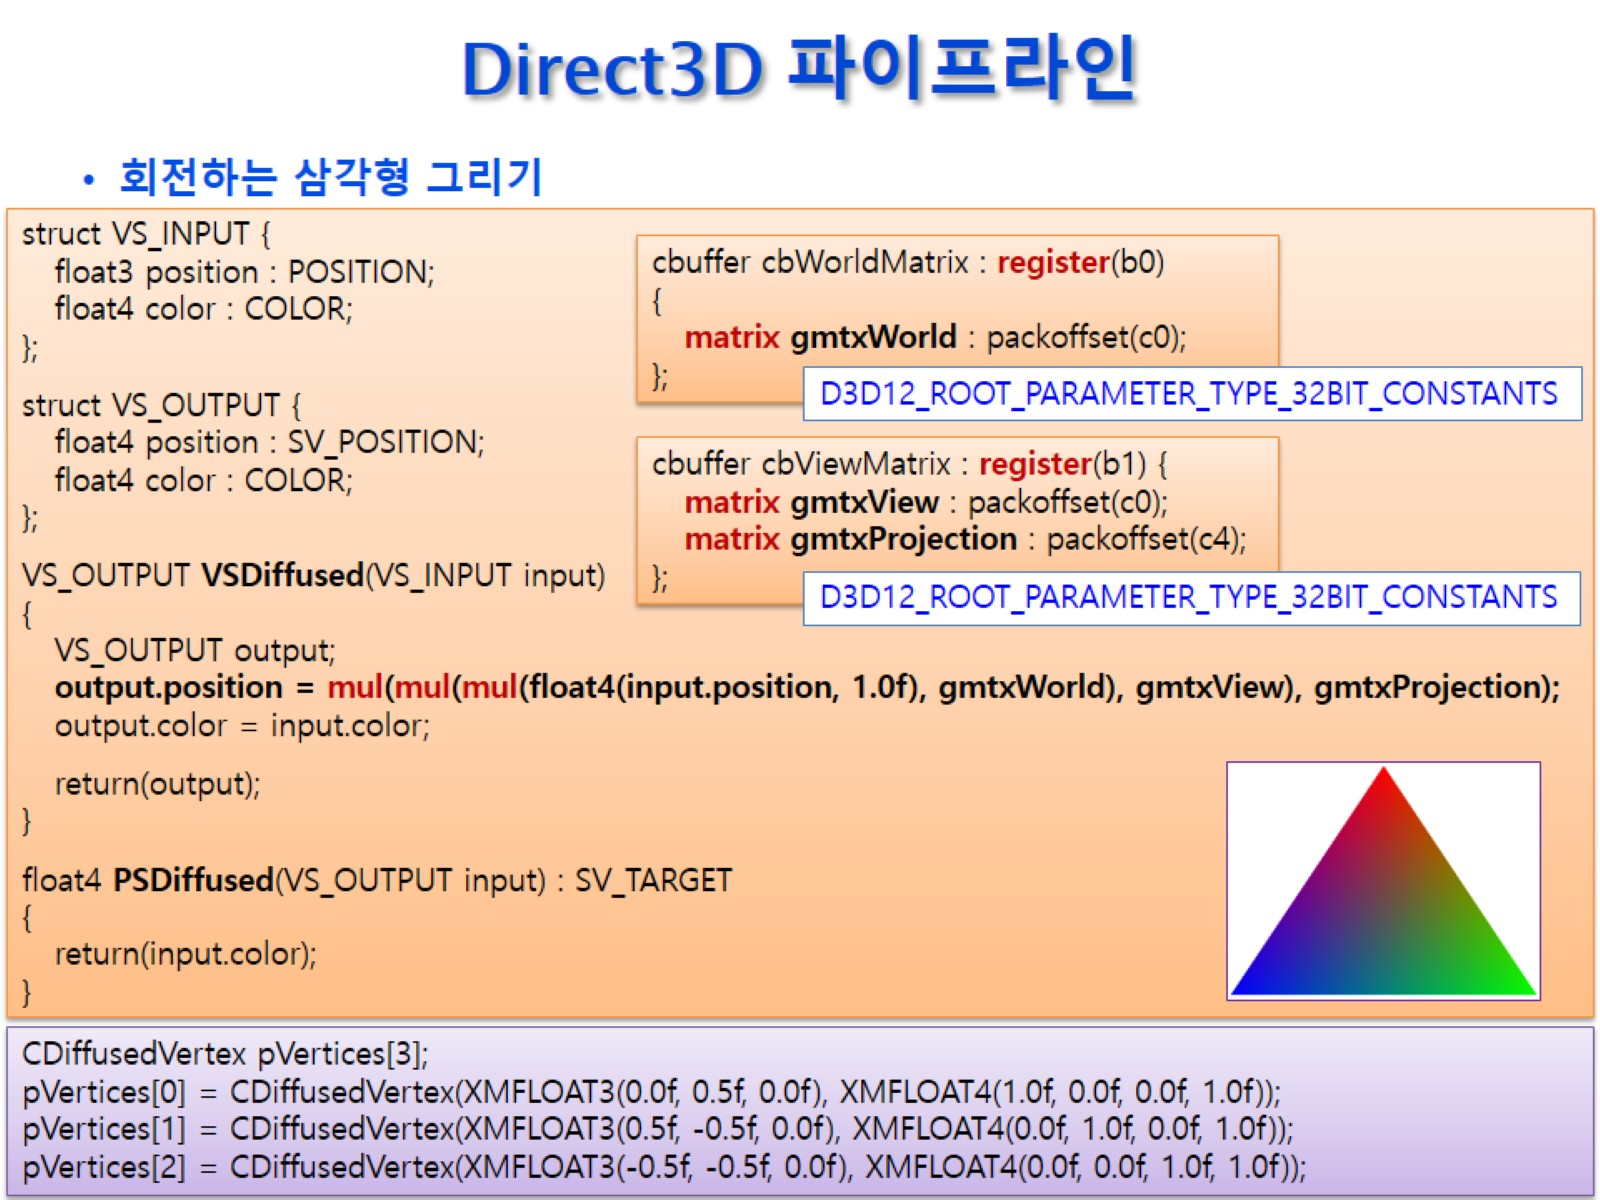 Direct3D 파이프라인
• 회전하는 삼각형 그리기
struct VS_INPUT {
float3 position : POSITION;
float4 color : COLOR;
};
struct VS_OUTPUT {
float4 position : SV_POSITION;
float4 color : COLOR;
};
cbuffer cbWorldMatrix : register(b0)
{
matrix gmtxWorld : packoffset(c0);
};
D3D12_ROOT_PARAMETER_TYPE_32BIT_CONSTANTS
cbuffer cbViewMatrix : register(b1) {
matrix gmtxView : packoffset(c0);
matrix gmtxProjection : packoffset(c4);
};
D3D12_ROOT_PARAMETER_TYPE_32BIT_CONSTANTS
VS_OUTPUT VSDiffused(VS_INPUT input)
{
VS_OUTPUT output;
output.position = mul(mul(mul(float4(input.position, 1.0f), gmtxWorld), gmtxView), gmtxProjection);
output.color = input.color;
return(output);
}
float4 PSDiffused(VS_OUTPUT input) : SV_TARGET
{
return(input.color);
}
CDiffusedVertex pVertices[3];
pVertices[0] = CDiffusedVertex(XMFLOAT3(0.0f, 0.5f, 0.0f), XMFLOAT4(1.0f, 0.0f, 0.0f, 1.0f));
pVertices[1] = CDiffusedVertex(XMFLOAT3(0.5f, -0.5f, 0.0f), XMFLOAT4(0.0f, 1.0f, 0.0f, 1.0f));
pVertices[2] = CDiffusedVertex(XMFLOAT3(-0.5f, -0.5f, 0.0f), XMFLOAT4(0.0f, 0.0f, 1.0f, 1.0f));